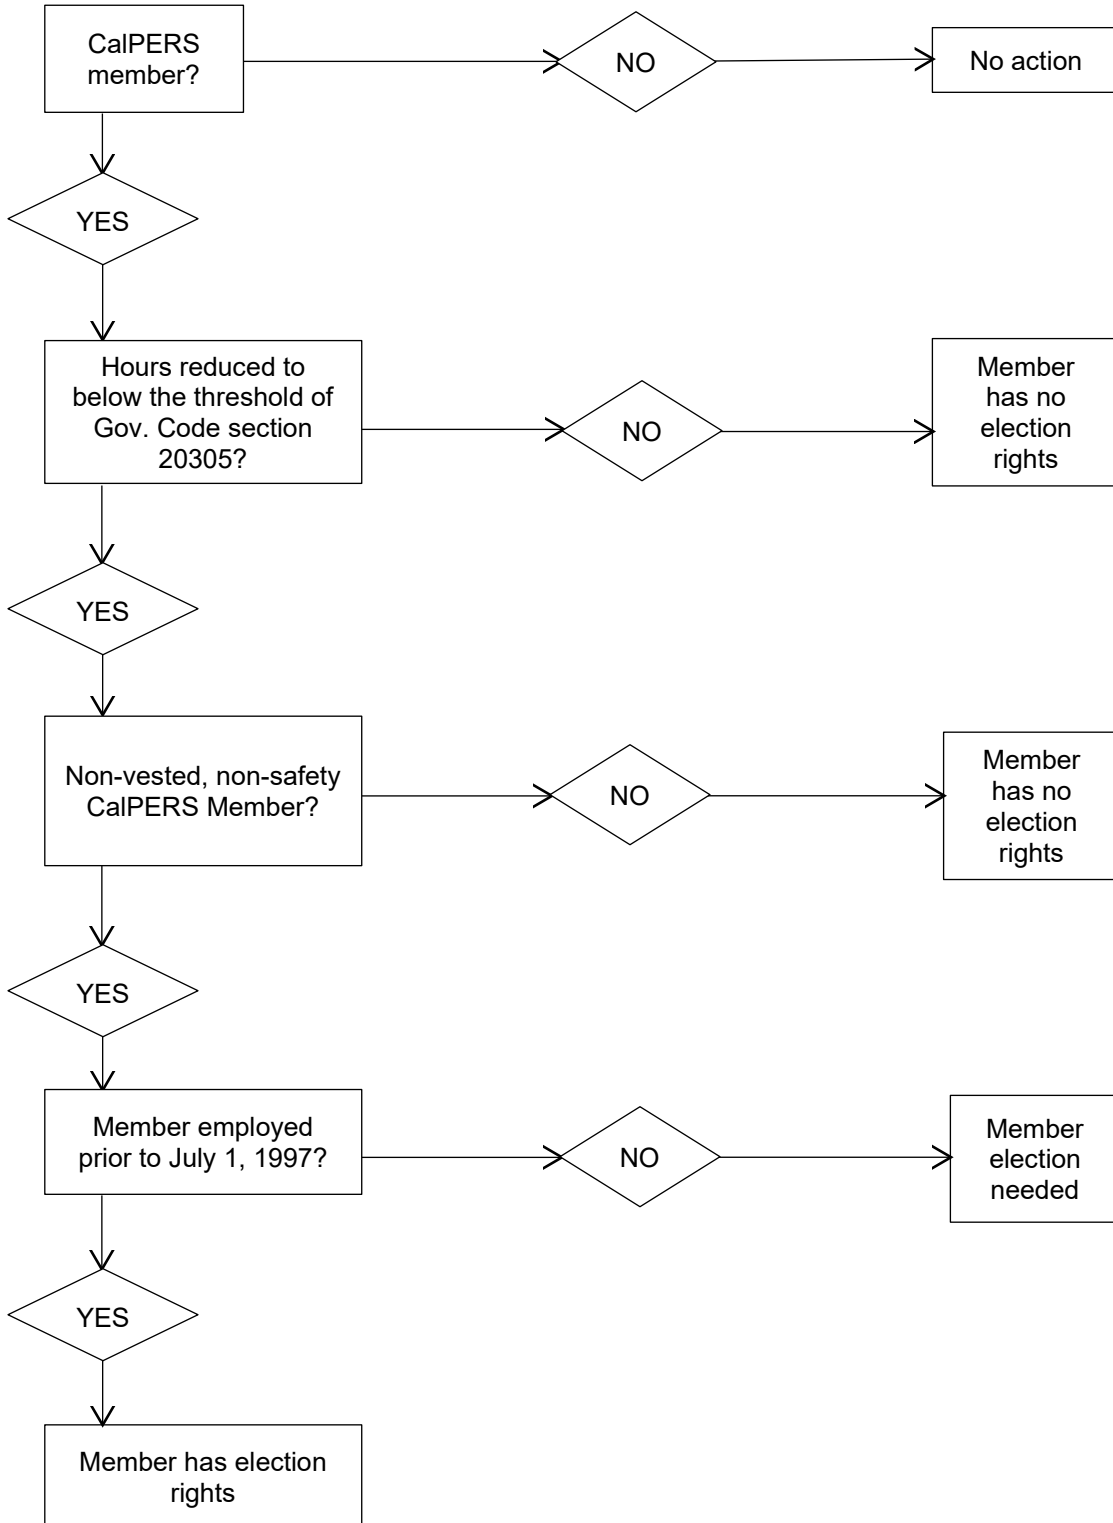 CalPERS
member?
NO
No action
YES
Hours reduced to
below the threshold of
Gov. Code section
20305?
NO
Member
has no
election
rights
YES
Non-vested, non-safety
CalPERS Member?
NO
Member
has no
election
rights
YES
Member employed
prior to July 1, 1997?
NO
Member
election
needed
YES
Member has election
rights